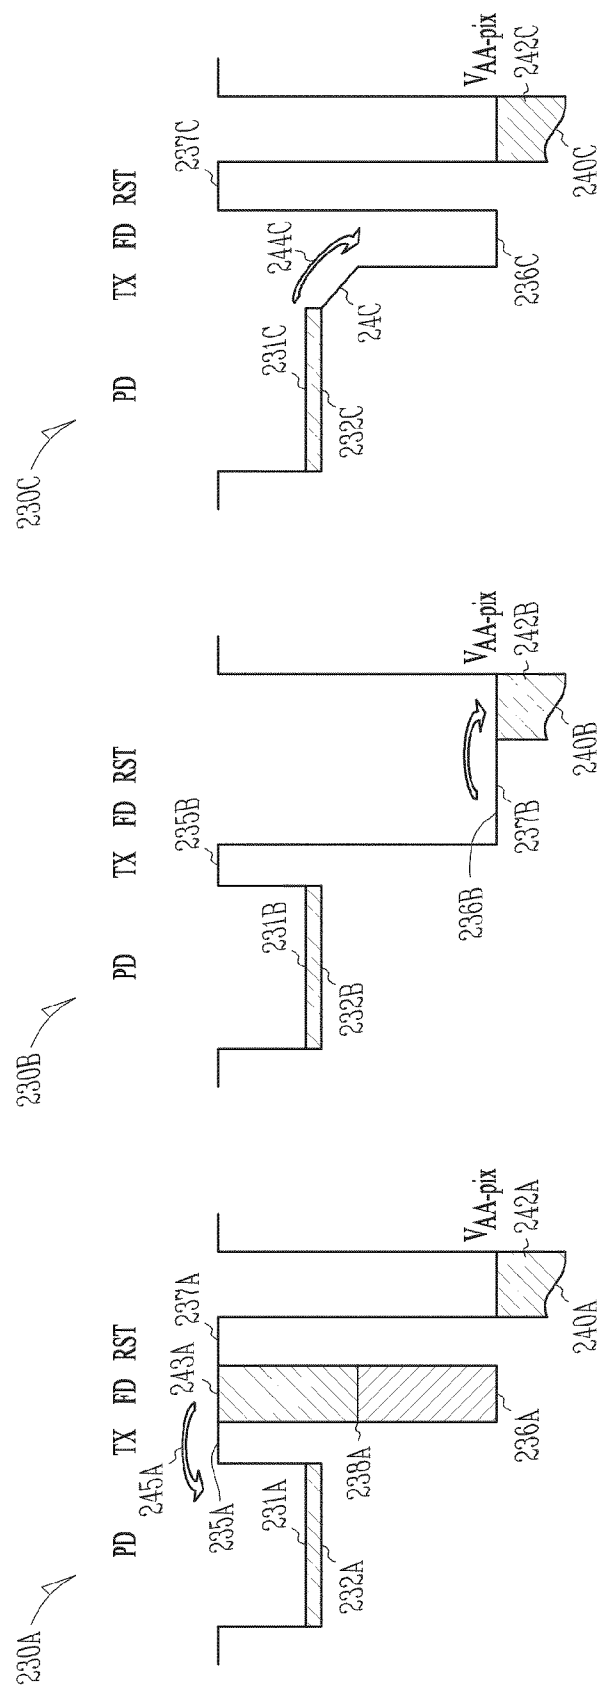 230A
PD TX FD RST
245A
235A
243A
237A
231A
232A
238A
236A
VAA-pix
242A
240A
230B
PD TX FD RST
235B
231B
232B
236B
237B
VAA-pix
242B
240B
230C
PD TX FD RST
237C
244C
231C
232C
24C
236C
VAA-pix
242C
240C